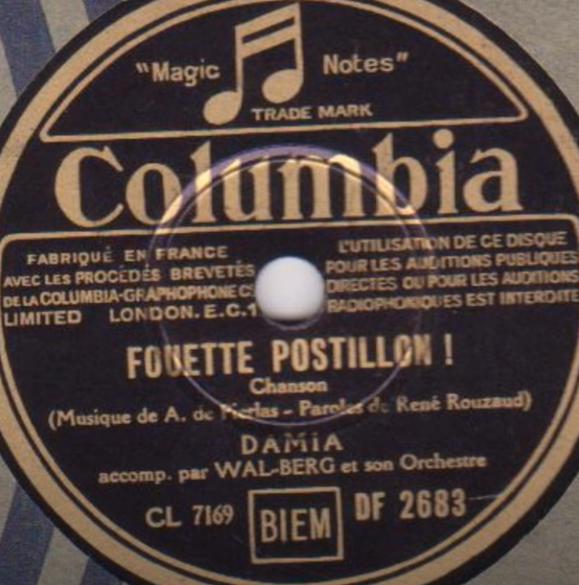 "Magic Notes"
TRADE MARK
Columbia
FABRIQUÉ EN FRANCE
AVEC LES PROCÉDÉS BREVETÉS
DE LA COLUMBIA-GRAPHOPHONE Cº
LIMITED LONDON. E.C.1
L'UTILISATION DE CE DISQUE
POUR LES AUDITIONS PUBLIQUES
DIRECTES OU POUR LES AUDITIONS
RADIOPHONIQUES EST INTERDITE
FOUETTE POSTILLON !
Chanson
(Musique de A. de Pierlas - Paroles de René Rouzaud)
DAMIA
accomp. par WAL-BERG et son Orchestre
CL 7169 BIEM DF 2683